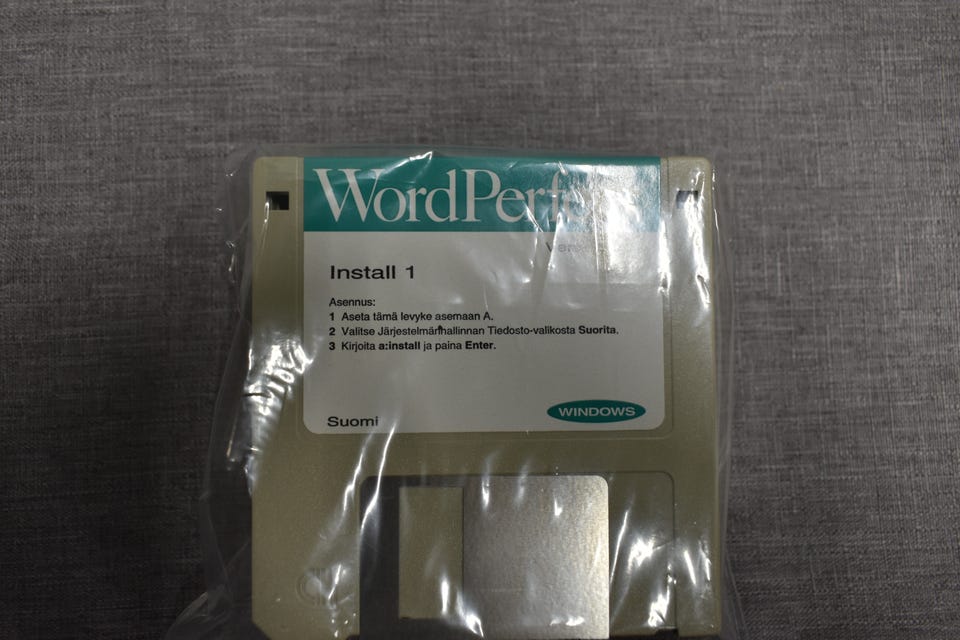 WordPerfect
Install 1
Asennus:
1 Aseta tämä levyke asemaan A.
2 Valitse Järjestelmänhallinnan Tiedosto-valikosta Suorita.
3 Kirjoita a:install ja paina Enter.
Suomi
WINDOWS